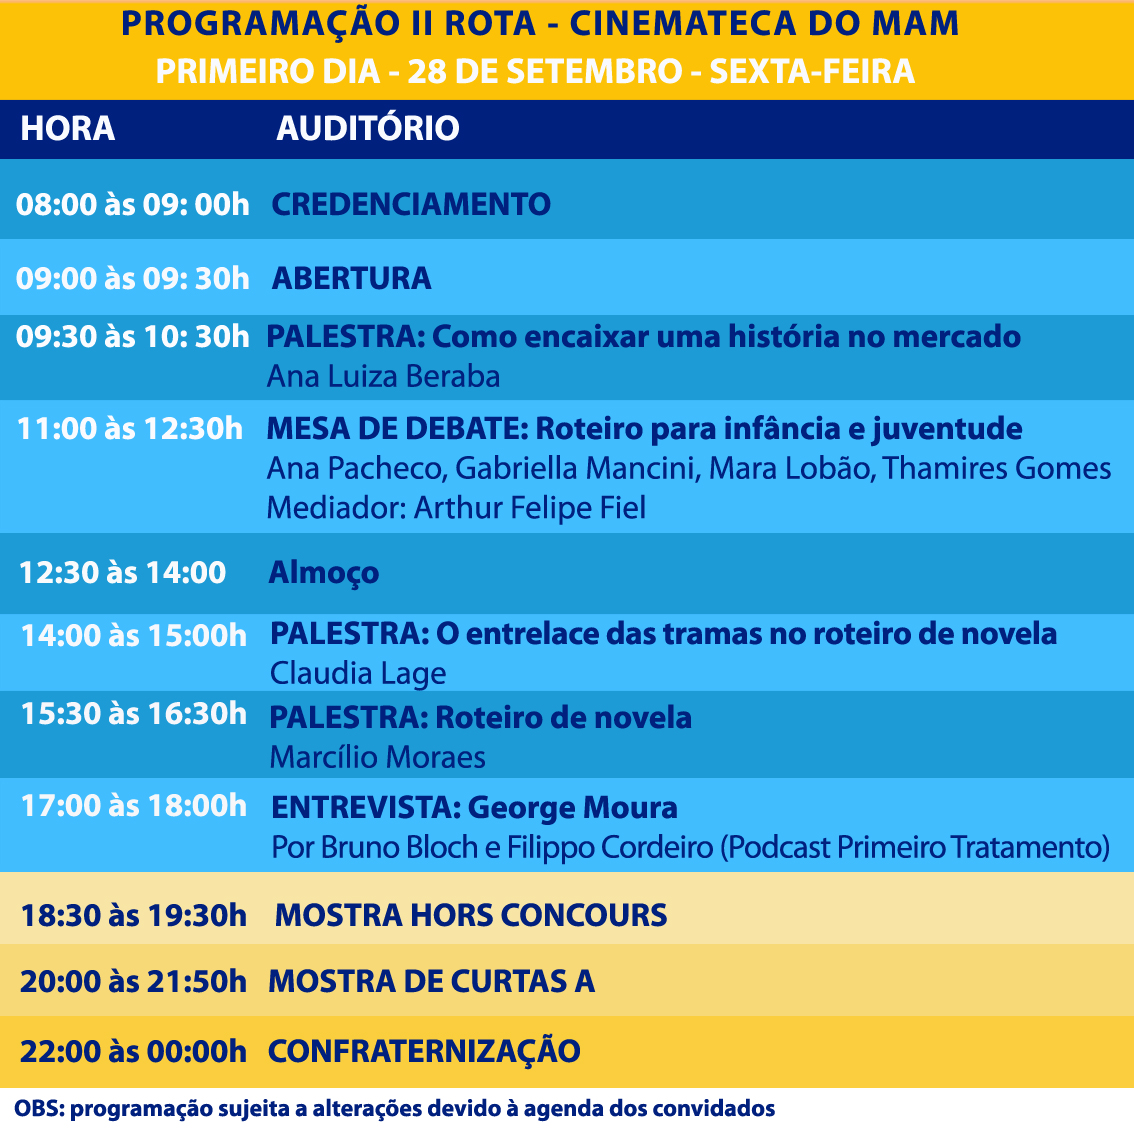 PROGRAMAÇÃO II ROTA - CINEMATECA DO MAM
PRIMEIRO DIA - 28 DE SETEMBRO - SEXTA-FEIRA
HORA AUDITÓRIO
08:00 às 09: 00h CREDENCIAMENTO
09:00 às 09: 30h ABERTURA
09:30 às 10: 30h PALESTRA: Como encaixar uma história no mercado
Ana Luiza Beraba
11:00 às 12:30h MESA DE DEBATE: Roteiro para infância e juventude
Ana Pacheco, Gabriella Mancini, Mara Lobão, Thamires Gomes
Mediador: Arthur Felipe Fiel
12:30 às 14:00 Almoço
14:00 às 15:00h PALESTRA: O entrelace das tramas no roteiro de novela
Claudia Lage
15:30 às 16:30h PALESTRA: Roteiro de novela
Marcílio Moraes
17:00 às 18:00h ENTREVISTA: George Moura
Por Bruno Bloch e Filippo Cordeiro (Podcast Primeiro Tratamento)
18:30 às 19:30h MOSTRA HORS CONCOURS
20:00 às 21:50h MOSTRA DE CURTAS A
22:00 às 00:00h CONFRATERNIZAÇÃO
OBS: programação sujeita a alterações devido à agenda dos convidados